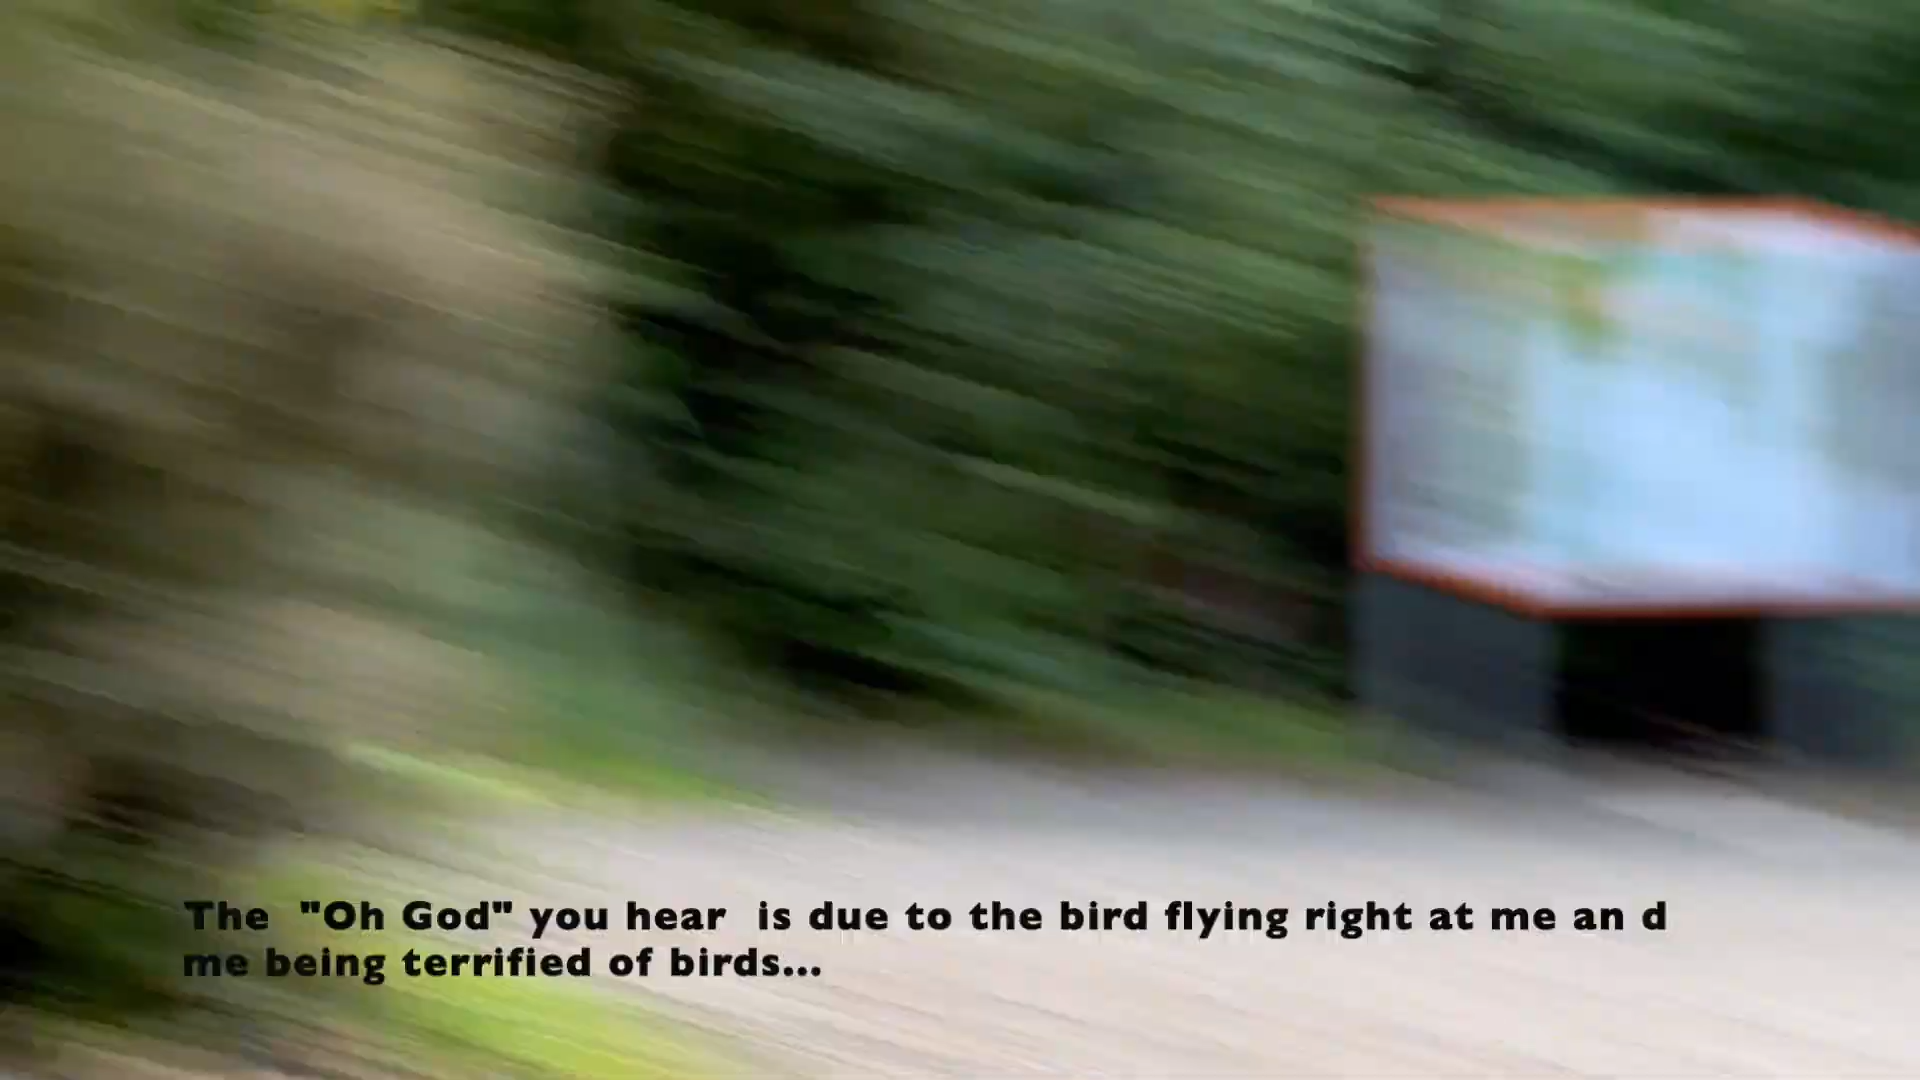 The "Oh God" you hear is due to the bird flying right at me an d
me being terrified of birds...